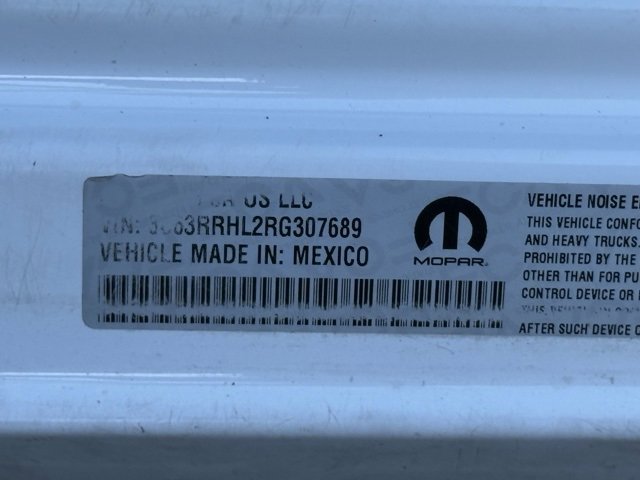 US LLC
VIN: 3C63RRHL2RG307689
VEHICLE MADE IN: MEXICO
MOPAR
VEHICLE NOISE E
THIS VEHICLE CONFO
AND HEAVY TRUCKS.
PROHIBITED BY THE
OTHER THAN FOR PU
CONTROL DEVICE OR
AFTER SUCH DEVICE O